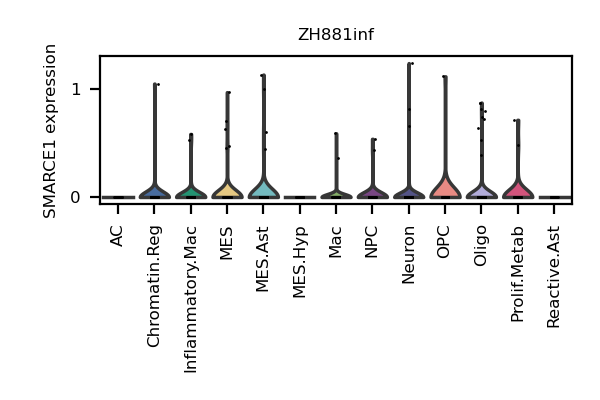 ZH881inf
SMARCE1 expression
1
0
AC
Chromatin.Reg
Inflammatory.Mac
MES
MES.Ast
MES.Hyp
Mac
NPC
Neuron
OPC
Oligo
Prolif.Metab
Reactive.Ast